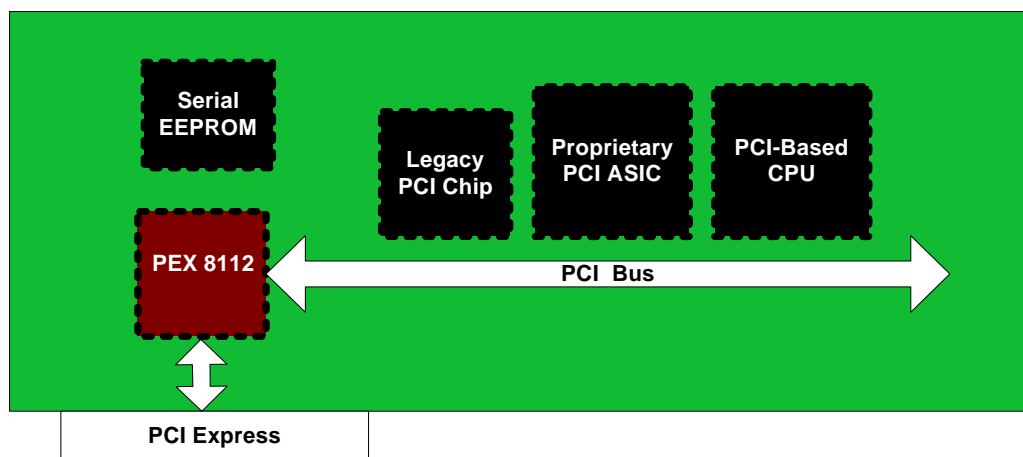 Serial
EEPROM
Legacy
PCI Chip
Proprietary
PCI ASIC
PCI-Based
CPU
PEX 8112
PCI Bus
PCI Express